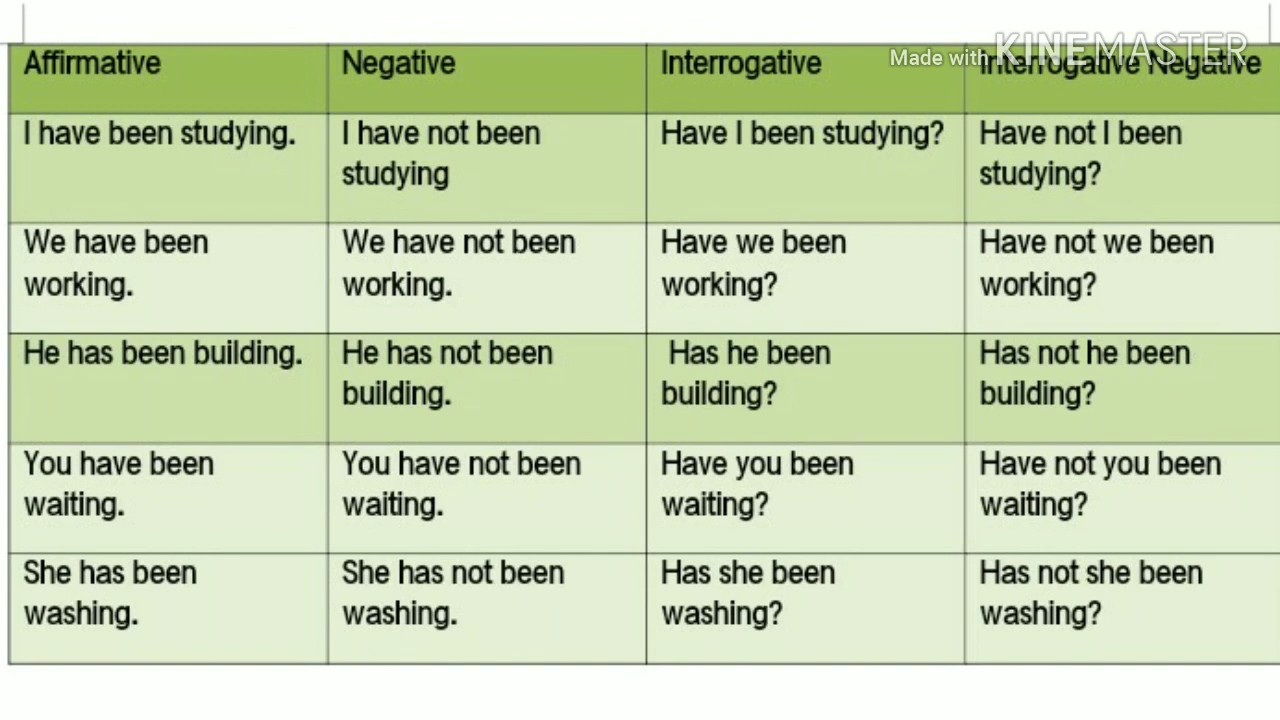 Made with KINEMASTER
Affirmative
Negative
Interrogative
Interrogative Negative
I have been studying.
I have not been
studying
Have I been studying?
Have not I been
studying?
We have been
working.
We have not been
working.
Have we been
working?
Have not we been
working?
He has been building.
He has not been
building.
Has he been
building?
Has not he been
building?
You have been
waiting.
You have not been
waiting.
Have you been
waiting?
Have not you been
waiting?
She has been
washing.
She has not been
washing.
Has she been
washing?
Has not she been
washing?